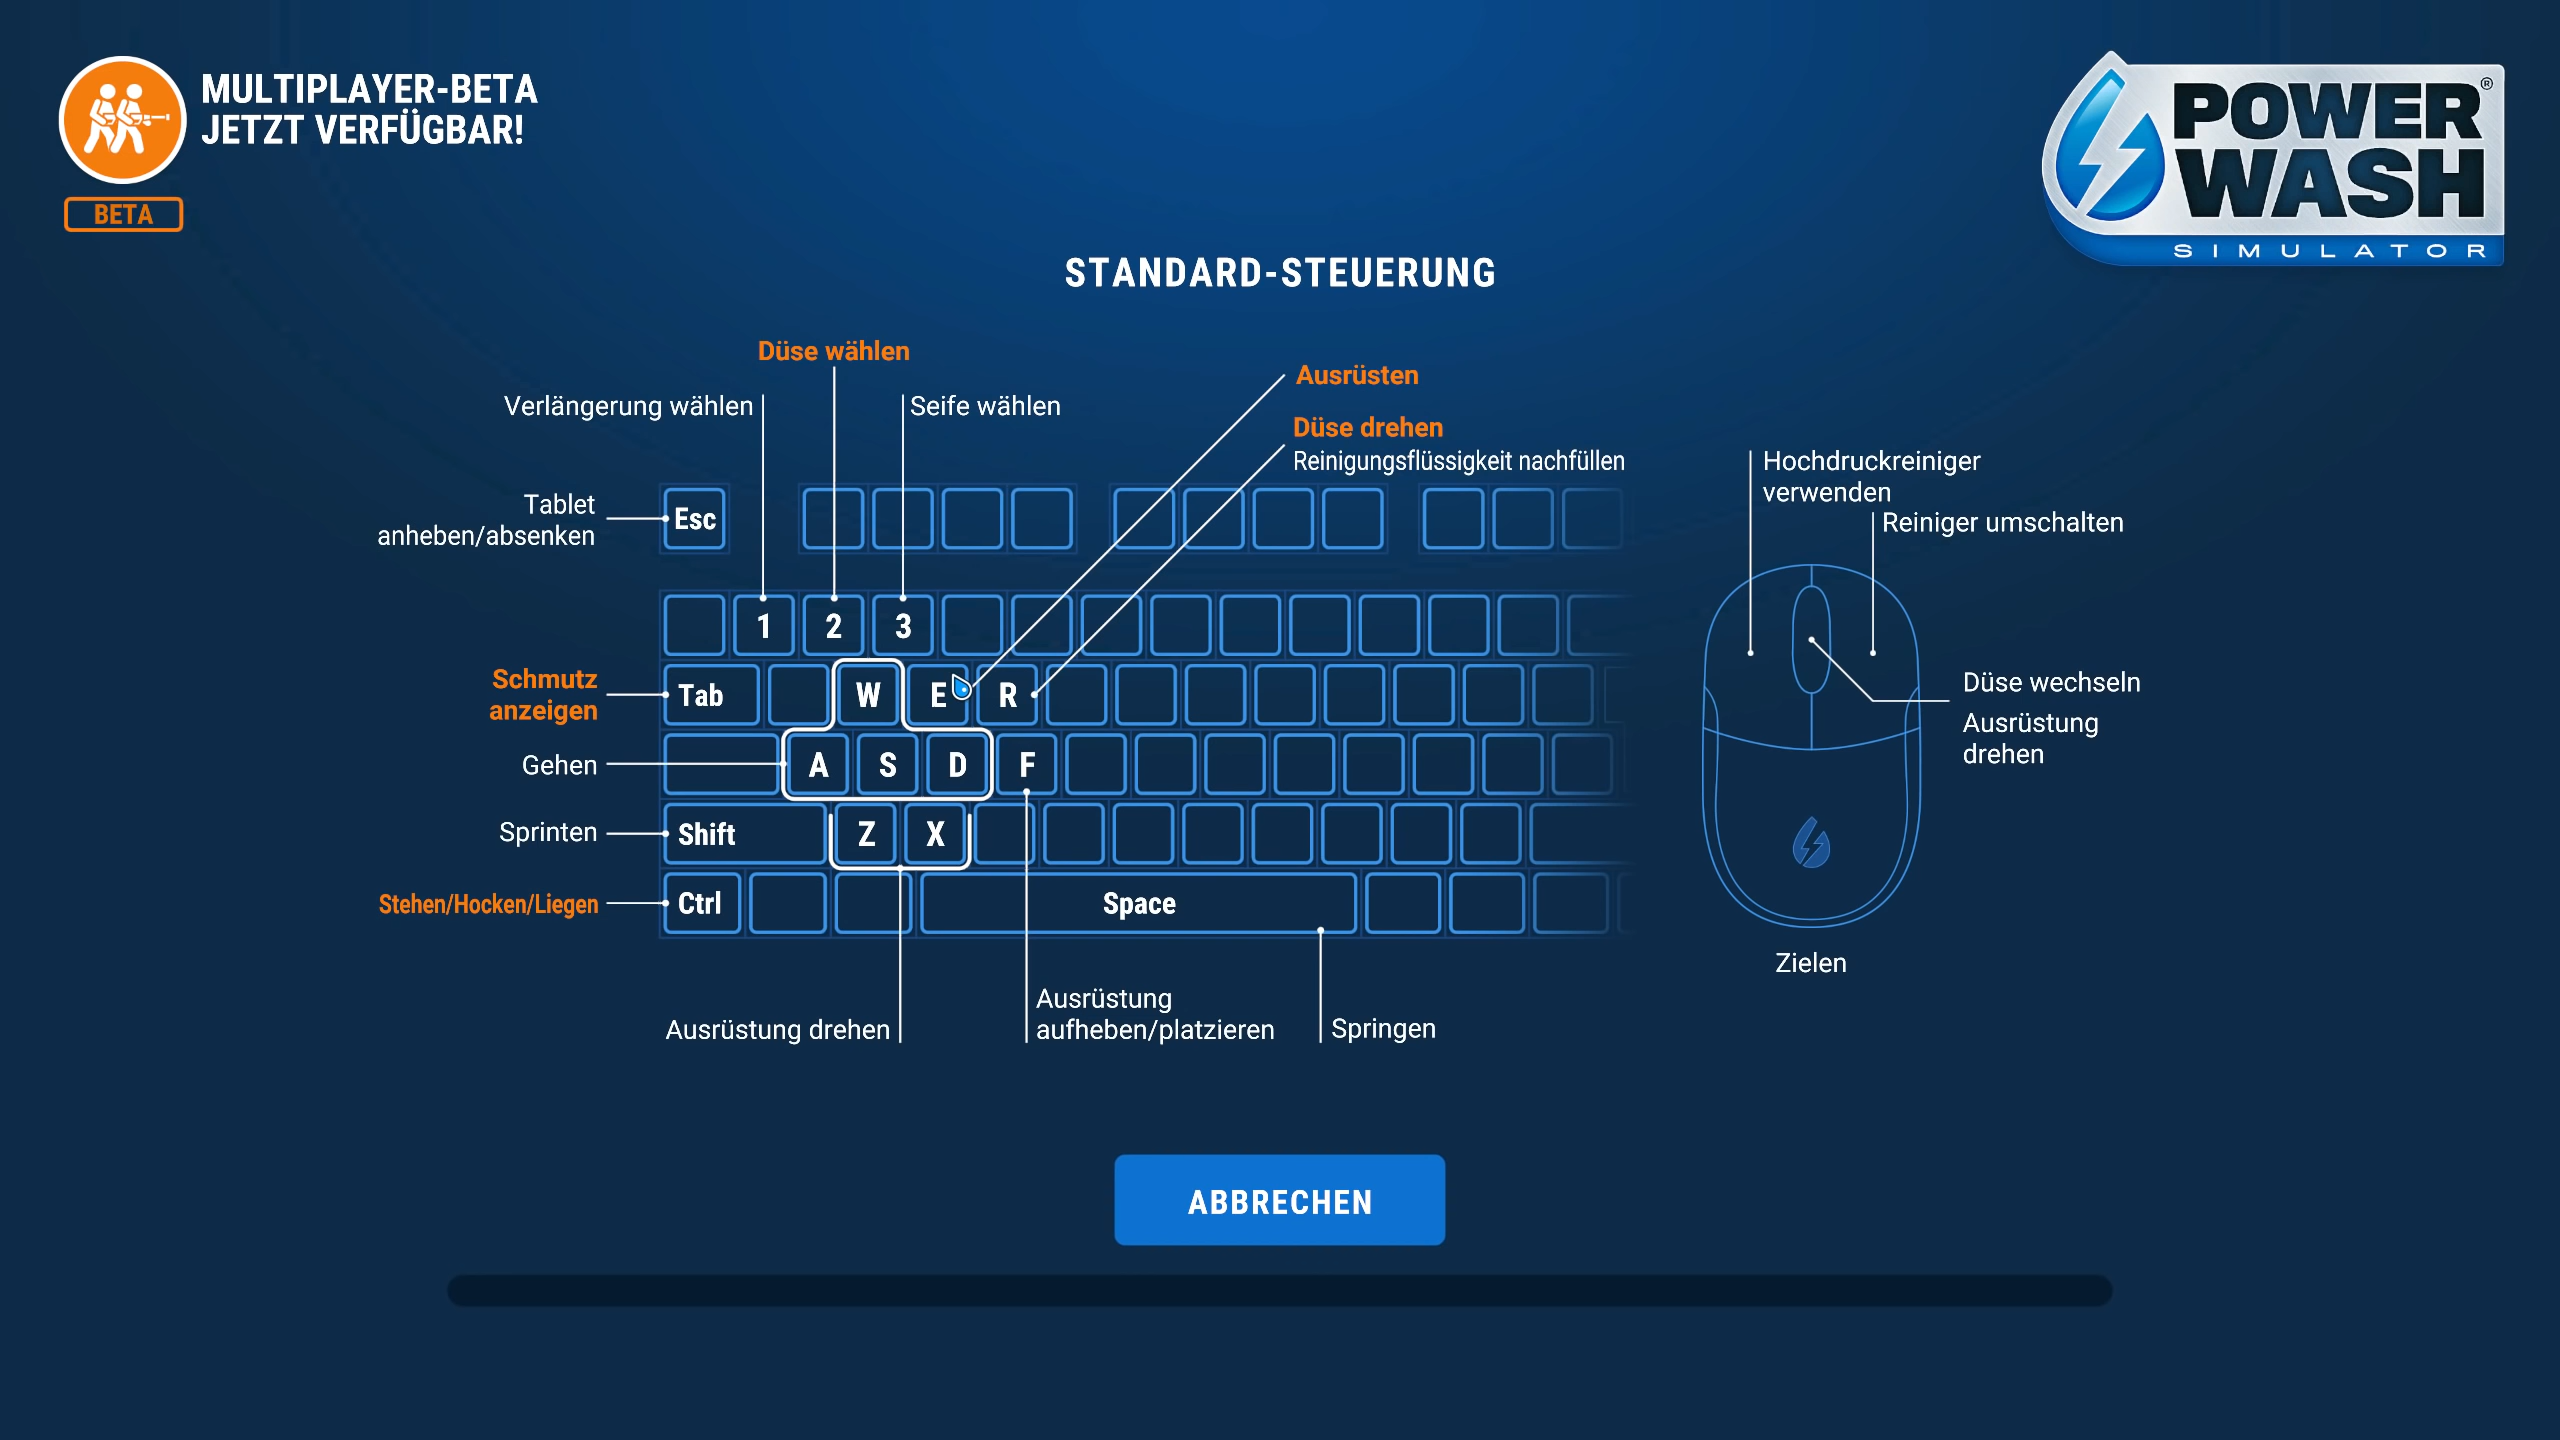 MULTIPLAYER-BETA
JETZT VERFÜGBAR!
BETA
POWER®
WASH
SIMULATOR
STANDARD-STEUERUNG
Düse wählen
Verlängerung wählen
Seife wählen
Ausrüsten
Düse drehen
Reinigungsflüssigkeit nachfüllen
Hochdruckreiniger
verwenden
Reiniger umschalten
Tablet
anheben/absenken
Esc
1 2 3
Schmutz
anzeigen
Tab W E R
Düse wechseln
Ausrüstung
drehen
Gehen
A S D F
Sprinten
Shift Z X
Stehen/Hocken/Liegen
Ctrl Space
Zielen
Ausrüstung drehen
Ausrüstung
aufheben/platzieren
Springen
ABBRECHEN